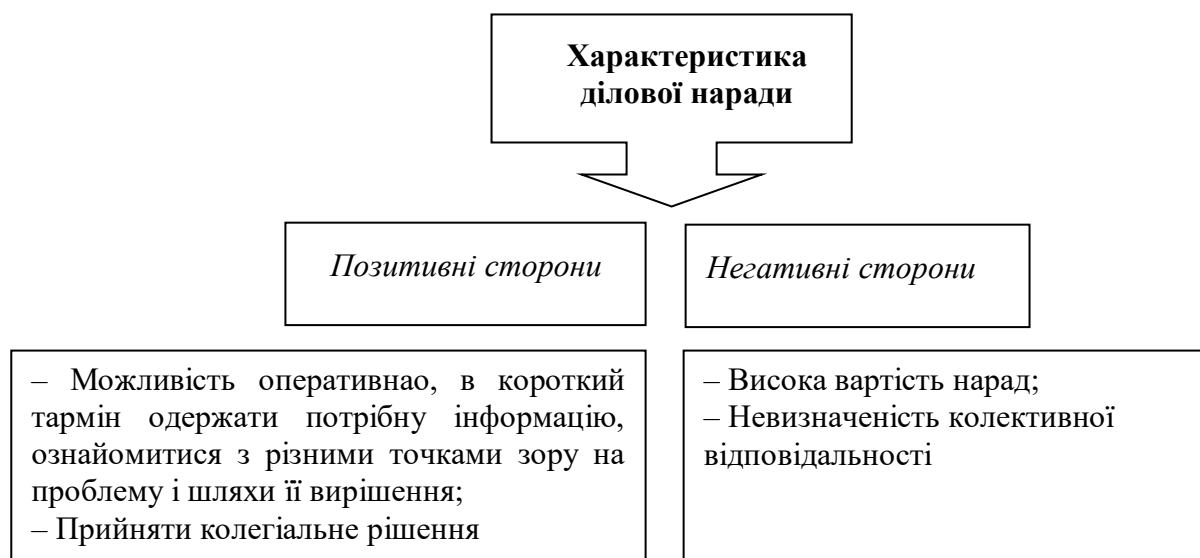 Характеристика
ділової наради
Позитивні сторони
Негативні сторони
– Можливість оперативнао, в короткий
тармін одержати потрібну інформацію,
ознайомитися з різними точками зору на
проблему і шляхи її вирішення;
– Прийняти колегіальне рішення
– Висока вартість нарад;
– Невизначеність колективної
відповідальності